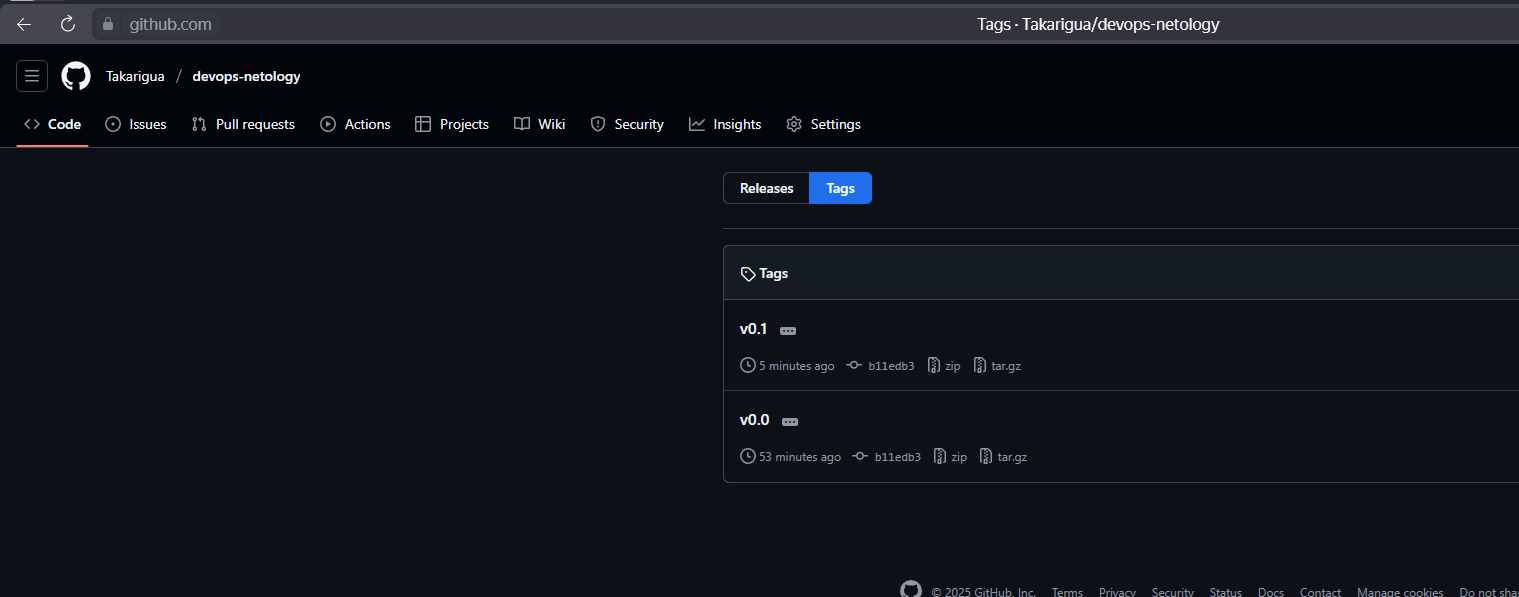 github.com Tags · Takarigua/devops-netology
Takarigua / devops-netology
Code Issues Pull requests Actions Projects Wiki Security Insights Settings
Releases Tags
Tags
v0.1
5 minutes ago b11edb3 zip tar.gz
v0.0
53 minutes ago b11edb3 zip tar.gz
© 2025 GitHub, Inc. Terms Privacy Security Status Docs Contact Manage cookies Do not sha